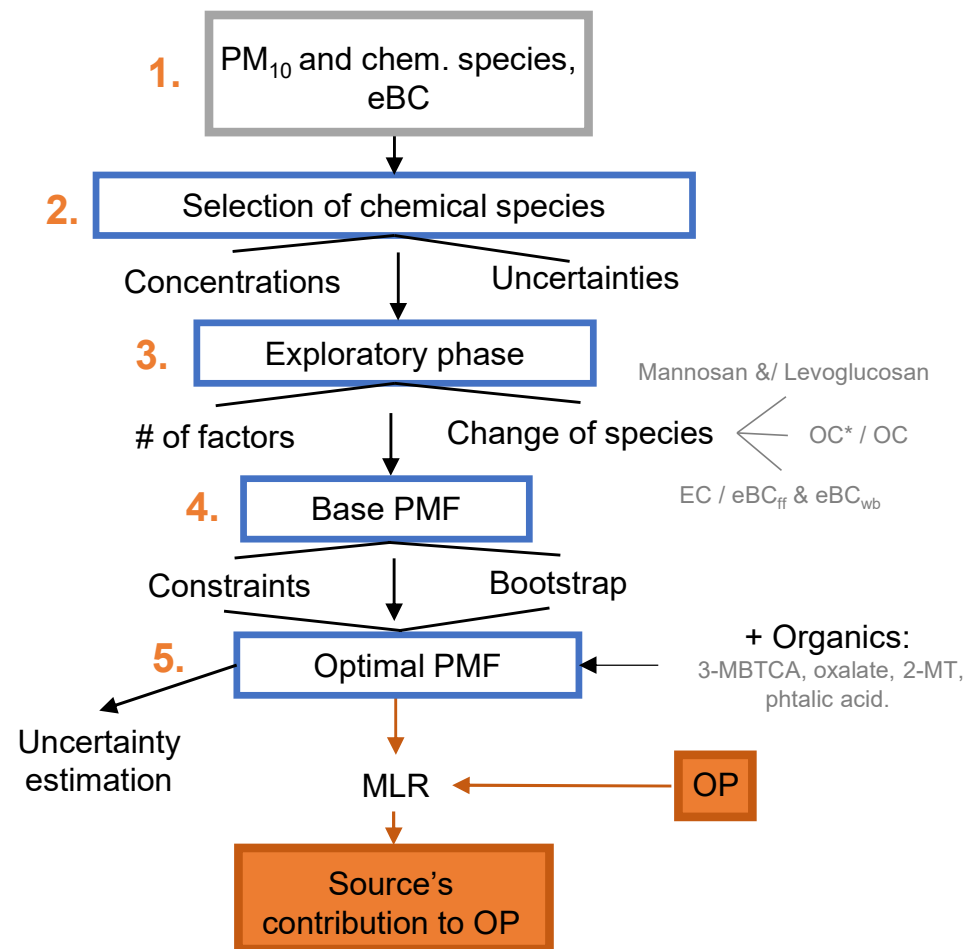 1.
PM₁₀ and chem. species,
eBC
2.
Selection of chemical species
Concentrations
Uncertainties
3.
Exploratory phase
Mannosan &/ Levoglucosan
# of factors
Change of species
OC* / OC
EC / eBC_ff & eBC_wb
4.
Base PMF
Constraints
Bootstrap
5.
Optimal PMF
+ Organics:
3-MBTCA, oxalate, 2-MT,
phtalic acid.
Uncertainty
estimation
MLR
OP
Source's
contribution to OP